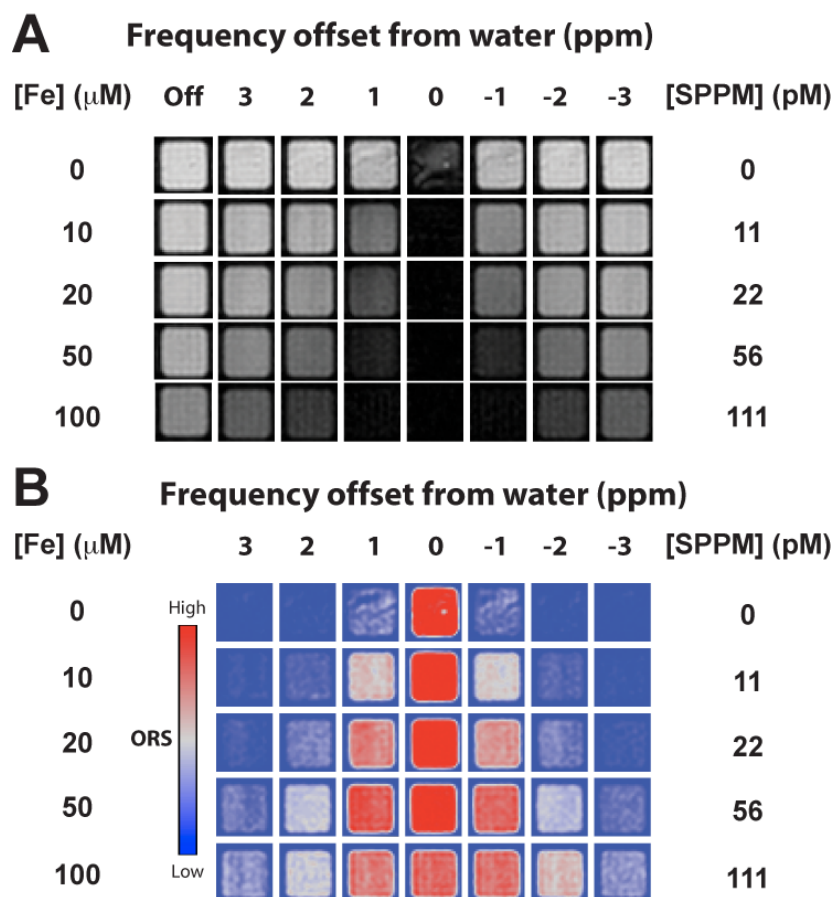 A Frequency offset from water (ppm)
[Fe] (μM) Off 3 2 1 0 -1 -2 -3 [SPPM] (pM)
0 0
10 11
20 22
50 56
100 111
B Frequency offset from water (ppm)
[Fe] (μM) 3 2 1 0 -1 -2 -3 [SPPM] (pM)
0 High 0
10 11
20 ORS 22
50 56
100 Low 111